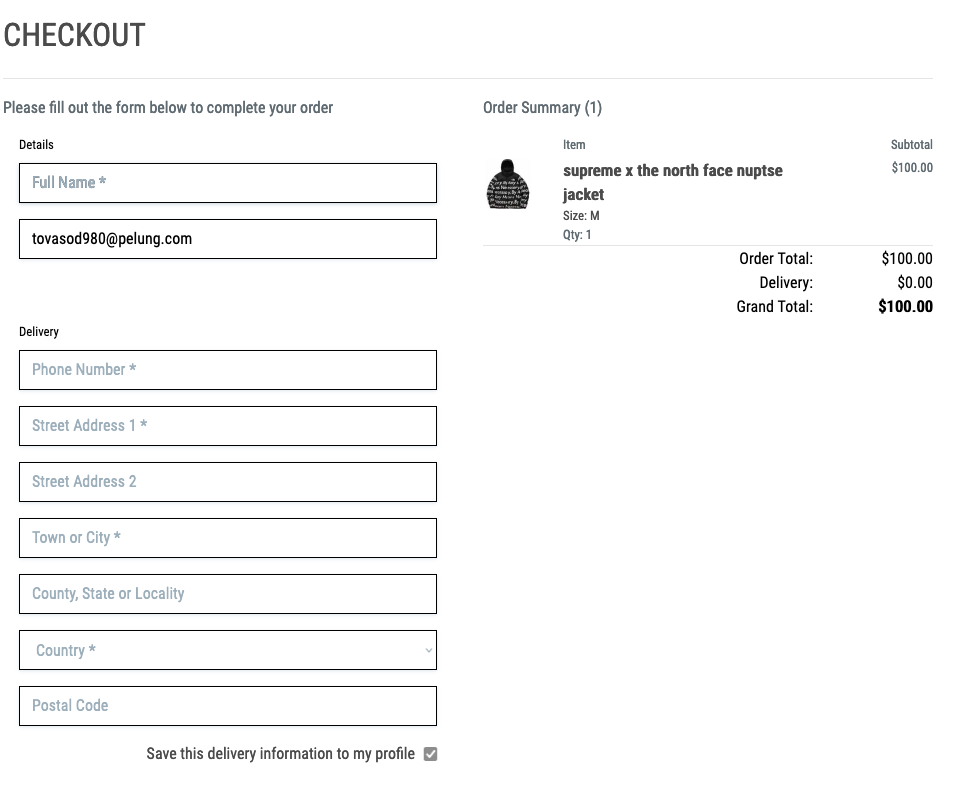 CHECKOUT
Please fill out the form below to complete your order
Details
Full Name *
tovasod980@pelung.com
Delivery
Phone Number *
Street Address 1 *
Street Address 2
Town or City *
County, State or Locality
Country *
Postal Code
Save this delivery information to my profile
Order Summary (1)
Item Subtotal
supreme x the north face nuptse $100.00
jacket
Size: M
Qty: 1
Order Total: $100.00
Delivery: $0.00
Grand Total: $100.00